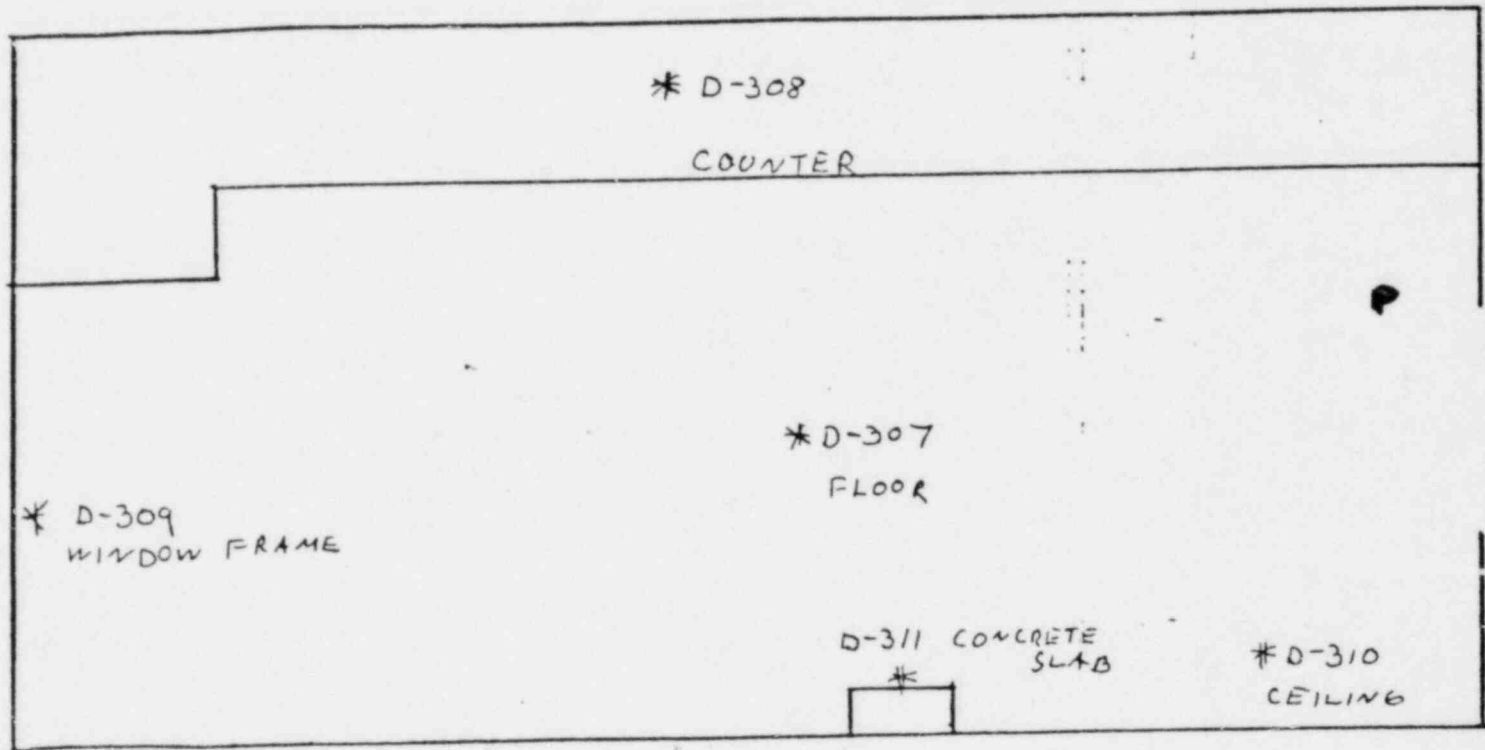 * D-308
COUNTER
* D-307
FLOOR
* D-309
WINDOW FRAME
D-311 CONCRETE
SLAB
*
* D-310
CEILING